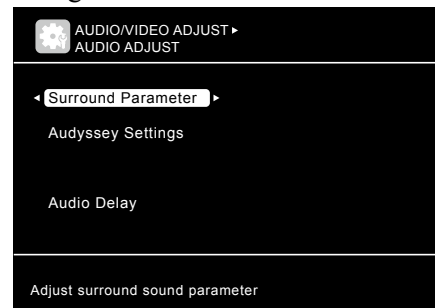 AUDIO/VIDEO ADJUST ▸
AUDIO ADJUST
◂ Surround Parameter ▸
Audyssey Settings
Audio Delay
Adjust surround sound parameter